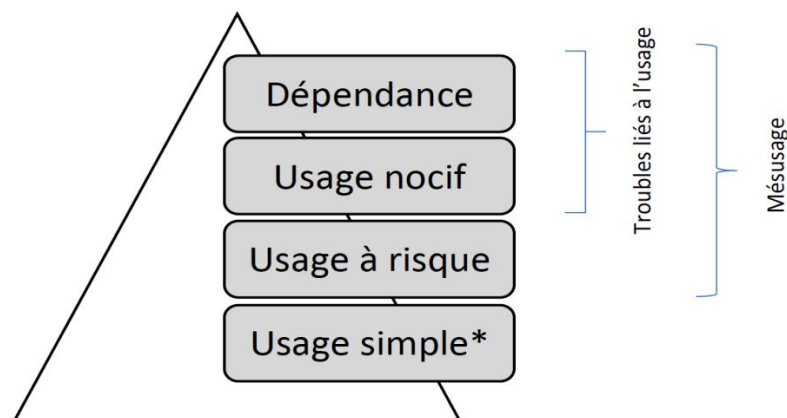 Dépendance
Usage nocif
Usage à risque
Usage simple*
Troubles liés à l'usage
Mésusage